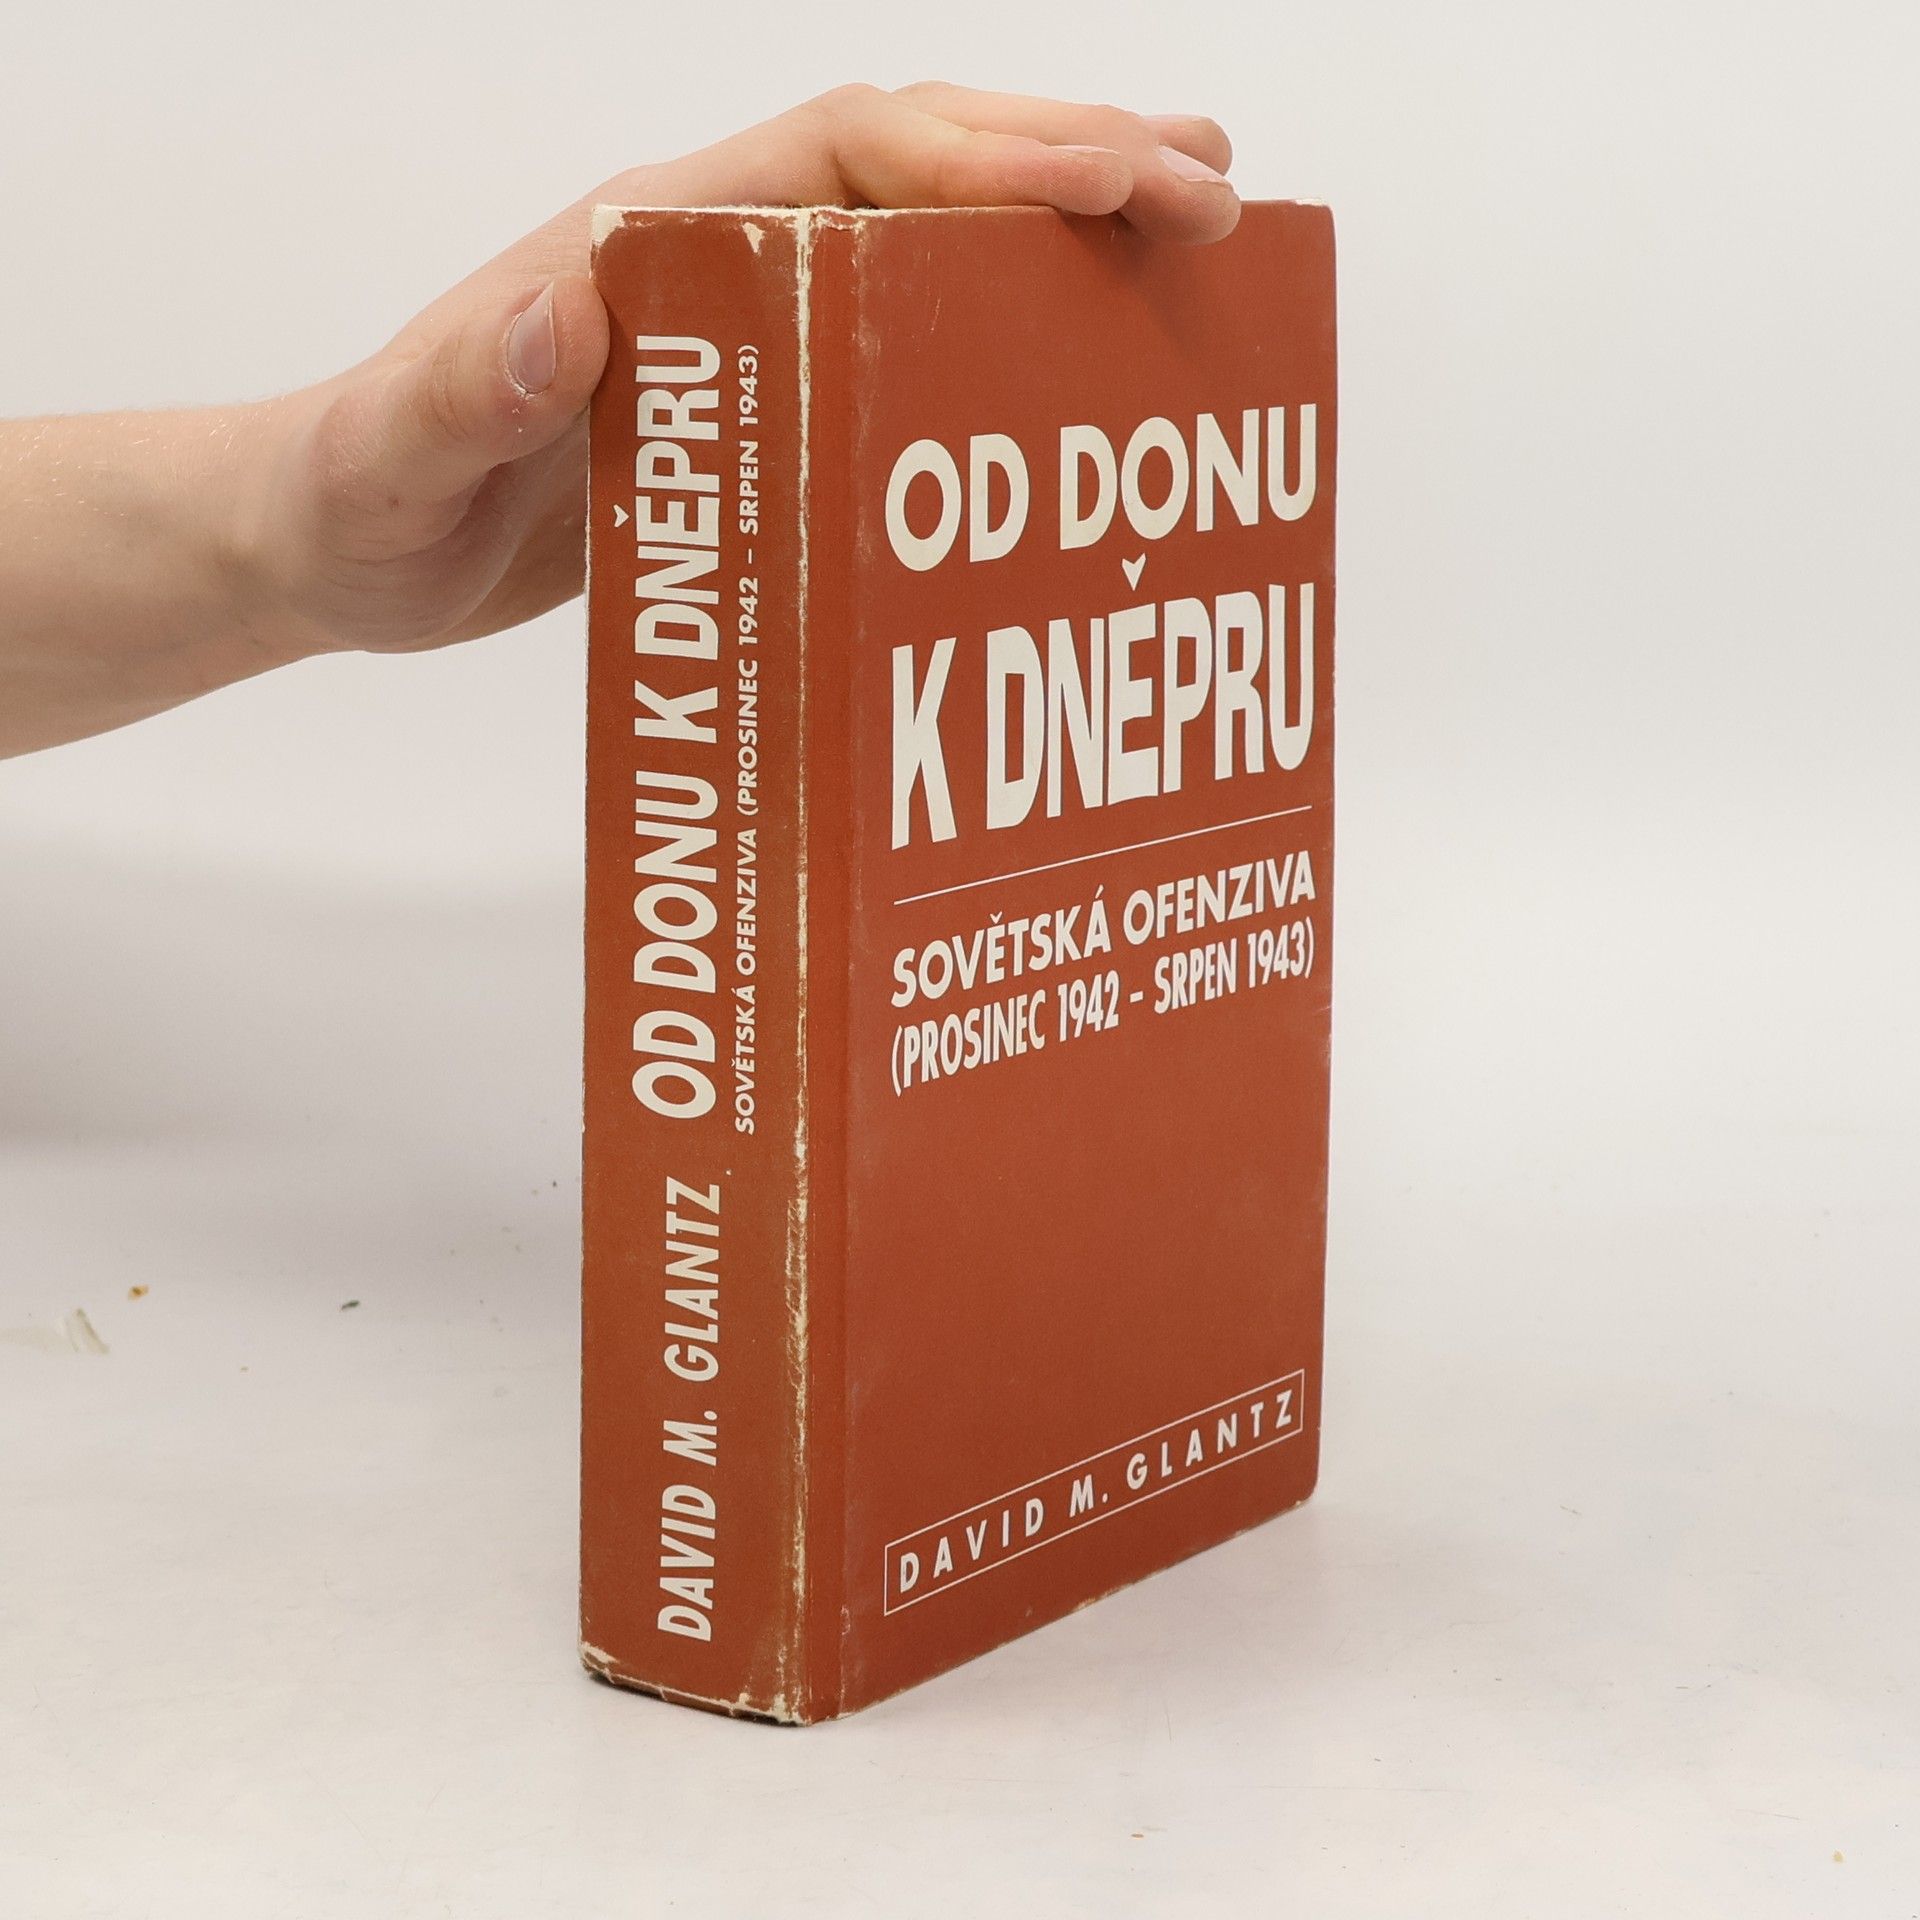 DAVID M. GLANTZ OD DONU K DNĚPRU
SOVĚTSKÁ OFENZIVA (PROSINEC 1942 – SRPEN 1943)
OD DONU
K DNĚPRU
SOVĚTSKÁ OFENZIVA
(PROSINEC 1942 – SRPEN 1943)
DAVID M. GLANTZ